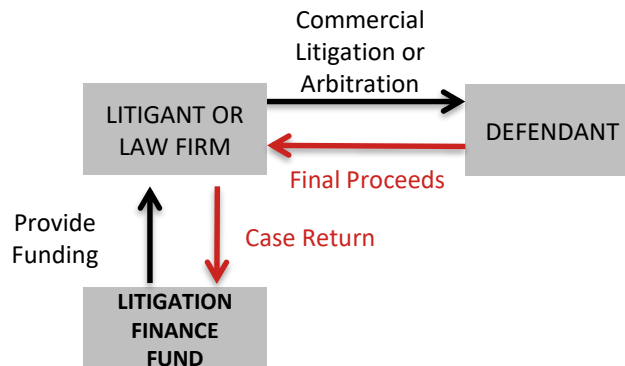 Commercial
Litigation or
Arbitration
LITIGANT OR
LAW FIRM
DEFENDANT
Final Proceeds
Provide
Funding
Case Return
LITIGATION
FINANCE
FUND